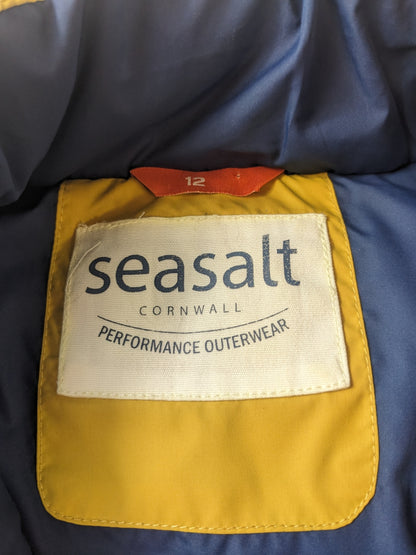 12
seasalt
CORNWALL
PERFORMANCE OUTERWEAR